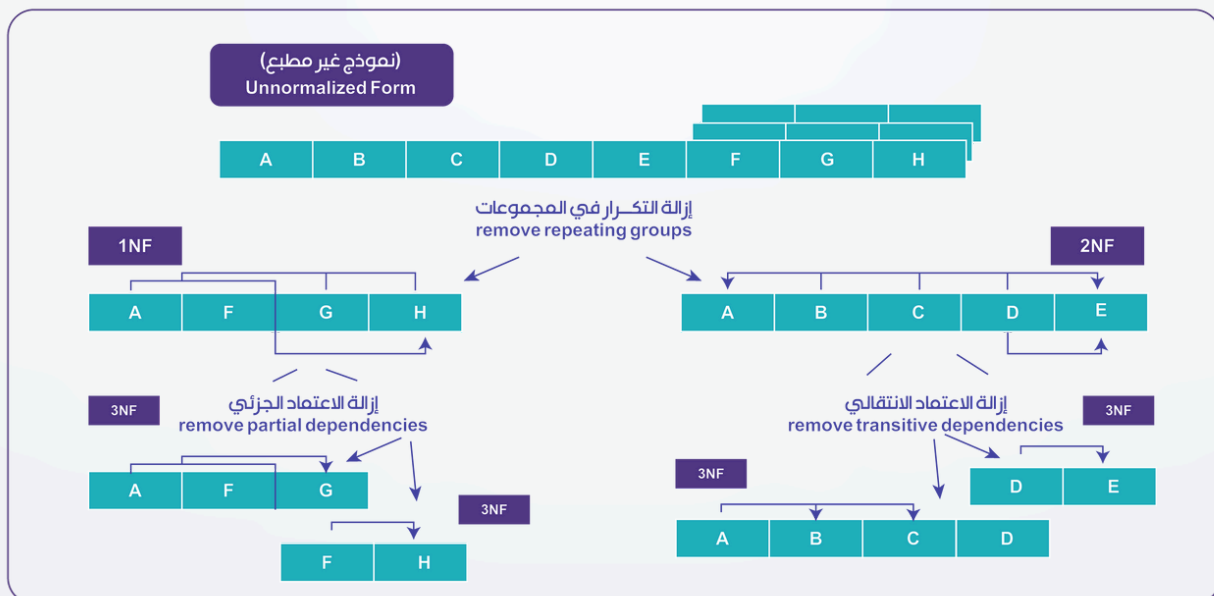 (نموذج غير مطبع)
Unnormalized Form
A B C D E F G H
إزالة التكـــرار في المجموعات
remove repeating groups
1NF
2NF
A F G H
A B C D E
إزالة الاعتماد الجزئي
remove partial dependencies
3NF
إزالة الاعتماد الانتقالي
remove transitive dependencies
3NF
A F G
3NF
F H
3NF
D E
A B C D